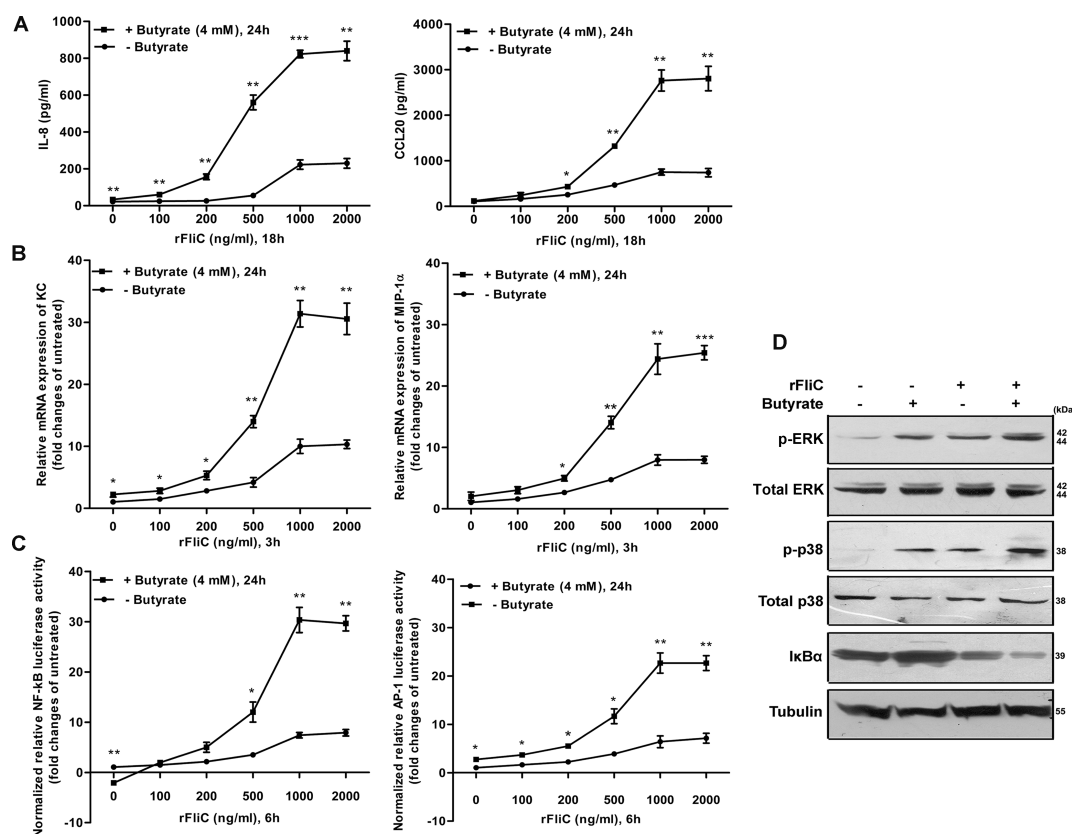 A
1000
800
600
400
200
0
IL-8 (pg/ml)
+ Butyrate (4 mM), 24h
- Butyrate
**
**
**
**
***
**
0 100 200 500 1000 2000
rFliC (ng/ml), 18h
4000
3000
2000
1000
0
CCL20 (pg/ml)
+ Butyrate (4 mM), 24h
- Butyrate
*
**
**
**
0 100 200 500 1000 2000
rFliC (ng/ml), 18h
B
40
30
20
10
0
Relative mRNA expression of KC
(fold changes of untreated)
+ Butyrate (4 mM), 24h
- Butyrate
*
*
*
**
**
**
0 100 200 500 1000 2000
rFliC (ng/ml), 3h
40
30
20
10
0
Relative mRNA expression of MIP-1α
(fold changes of untreated)
+ Butyrate (4 mM), 24h
- Butyrate
*
**
**
***
0 100 200 500 1000 2000
rFliC (ng/ml), 3h
C
40
30
20
10
0
-10
Normalized relative NF-kB luciferase activity
(fold changes of untreated)
+ Butyrate (4 mM), 24h
- Butyrate
**
*
**
**
0 100 200 500 1000 2000
rFliC (ng/ml), 6h
40
30
20
10
0
-10
Normalized relative AP-1 luciferase activity
(fold changes of untreated)
+ Butyrate (4 mM), 24h
- Butyrate
*
*
*
*
**
**
0 100 200 500 1000 2000
rFliC (ng/ml), 6h
D
rFliC - - + +
Butyrate - + - +
(kDa
p-ERK 42
44
Total ERK 42
44
p-p38 38
Total p38 38
IκBα 39
Tubulin 55